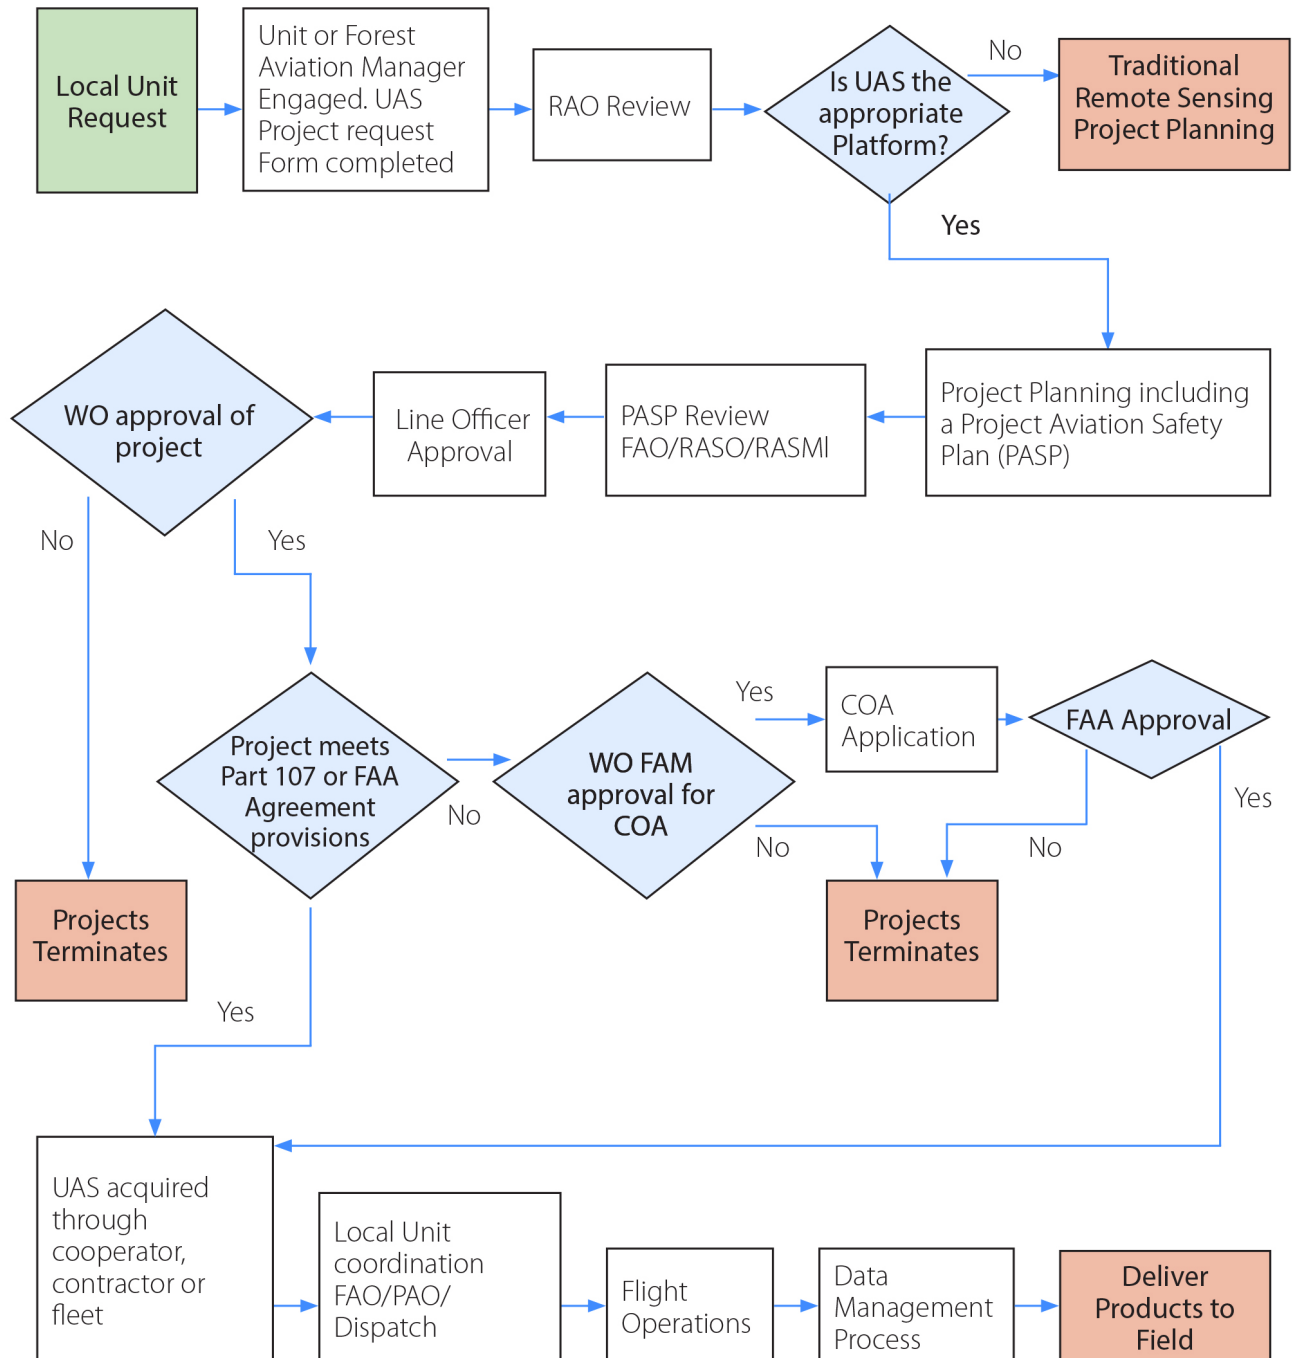 Local Unit
Request
Unit or Forest
Aviation Manager
Engaged. UAS
Project request
Form completed
RAO Review
Is UAS the
appropriate
Platform?
No
Traditional
Remote Sensing
Project Planning
Yes
WO approval of
project
Line Officer
Approval
PASP Review
FAO/RASO/RASMl
Project Planning including
a Project Aviation Safety
Plan (PASP)
No
Yes
Project meets
Part 107 or FAA
Agreement
provisions
No
WO FAM
approval for
COA
Yes
COA
Application
FAA Approval
Yes
No
No
Projects
Terminates
Projects
Terminates
Yes
UAS acquired
through
cooperator,
contractor or
fleet
Local Unit
coordination
FAO/PAO/
Dispatch
Flight
Operations
Data
Management
Process
Deliver
Products to
Field